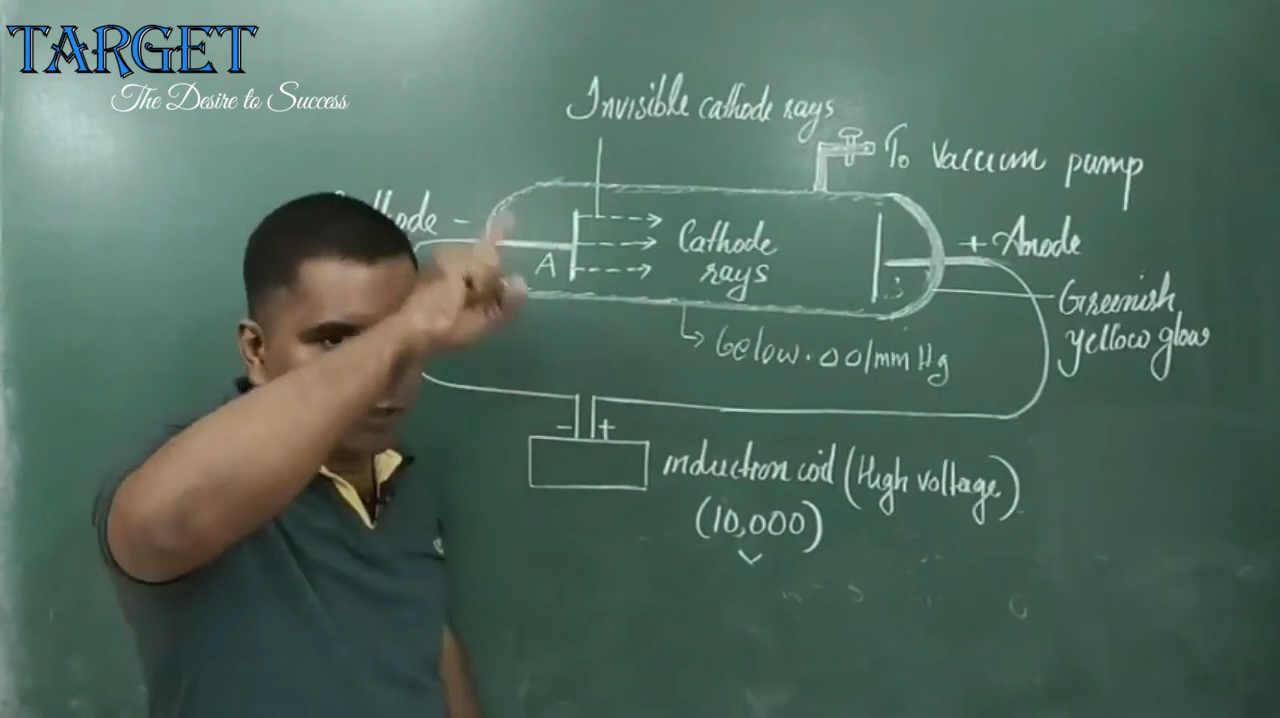 TARGET
The Desire to Success
Invisible cathode rays
To Vaccum pump
Cathode -
A
Cathode
rays
B
+ Anode
Greenish
yellow glow
Below .001mm Hg
- +
induction coil (High voltage)
(10,000)